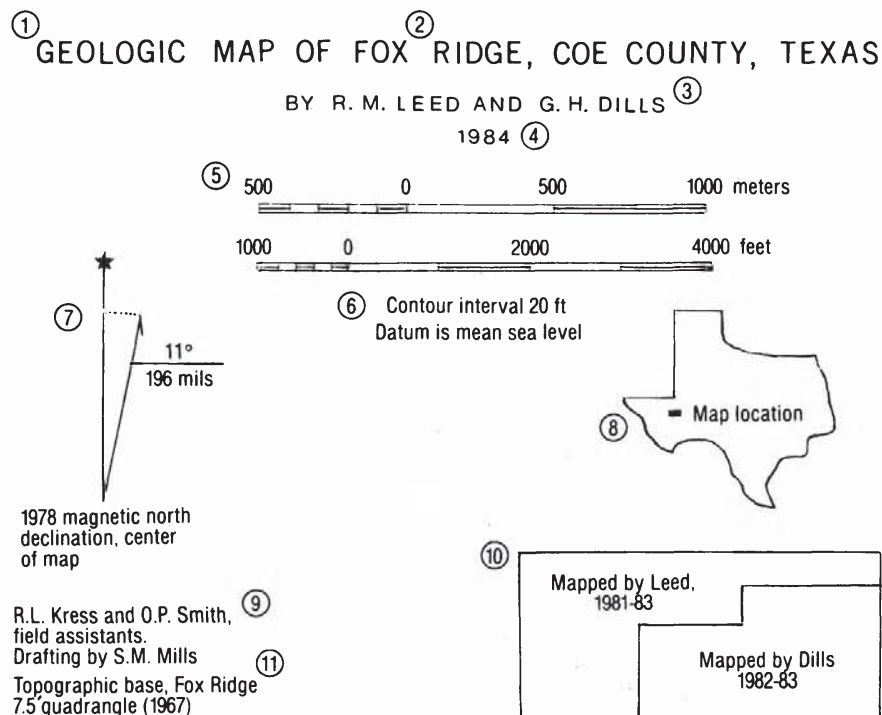 ① ②
GEOLOGIC MAP OF FOX RIDGE, COE COUNTY, TEXAS
BY R. M. LEED AND G. H. DILLS ③
1984 ④
⑤ 500 0 500 1000 meters
1000 0 2000 4000 feet
⑥ Contour interval 20 ft
Datum is mean sea level
⑦
11°
196 mils
1978 magnetic north
declination, center
of map
⑧ Map location
R.L. Kress and O.P. Smith, ⑨
field assistants.
Drafting by S.M. Mills
⑪
Topographic base, Fox Ridge
7.5′ quadrangle (1967)
⑩
Mapped by Leed,
1981-83
Mapped by Dills
1982-83